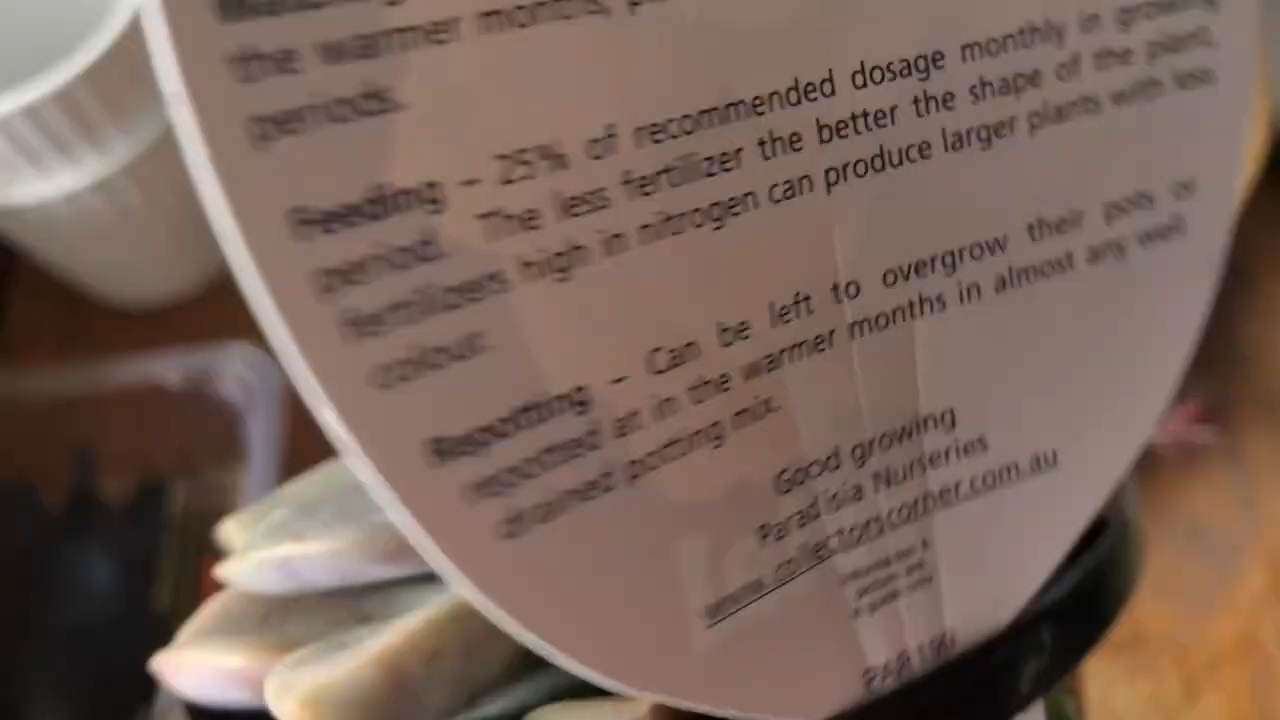 the warmer months,
periods.
Feeding – 25% of recommended dosage monthly in growing
period. The less fertilizer the better the shape of the plant,
fertilizers high in nitrogen can produce larger plants with less
colour.
Repotting – Can be left to overgrow their pots or
repotted at in the warmer months in almost any well
drained potting mix.
Good growing
Paradisia Nurseries
www.collectorscorner.com.au